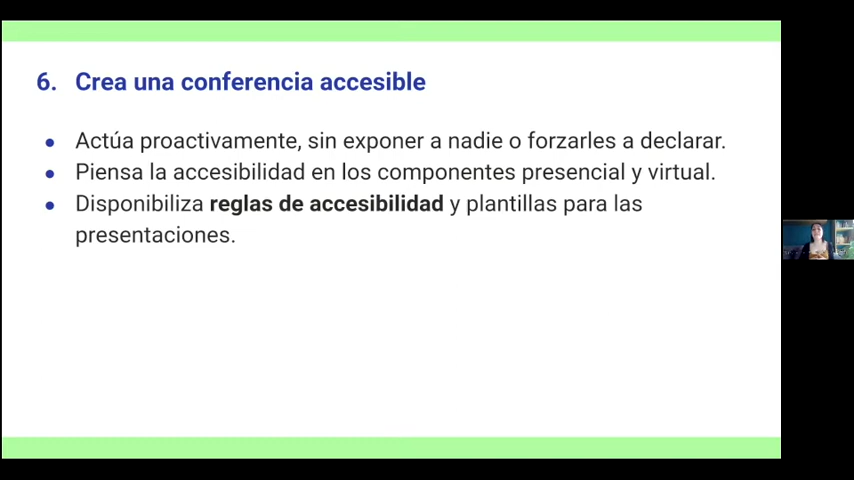 6. Crea una conferencia accesible
● Actúa proactivamente, sin exponer a nadie o forzarles a declarar.
● Piensa la accesibilidad en los componentes presencial y virtual.
● Disponibiliza reglas de accesibilidad y plantillas para las
presentaciones.